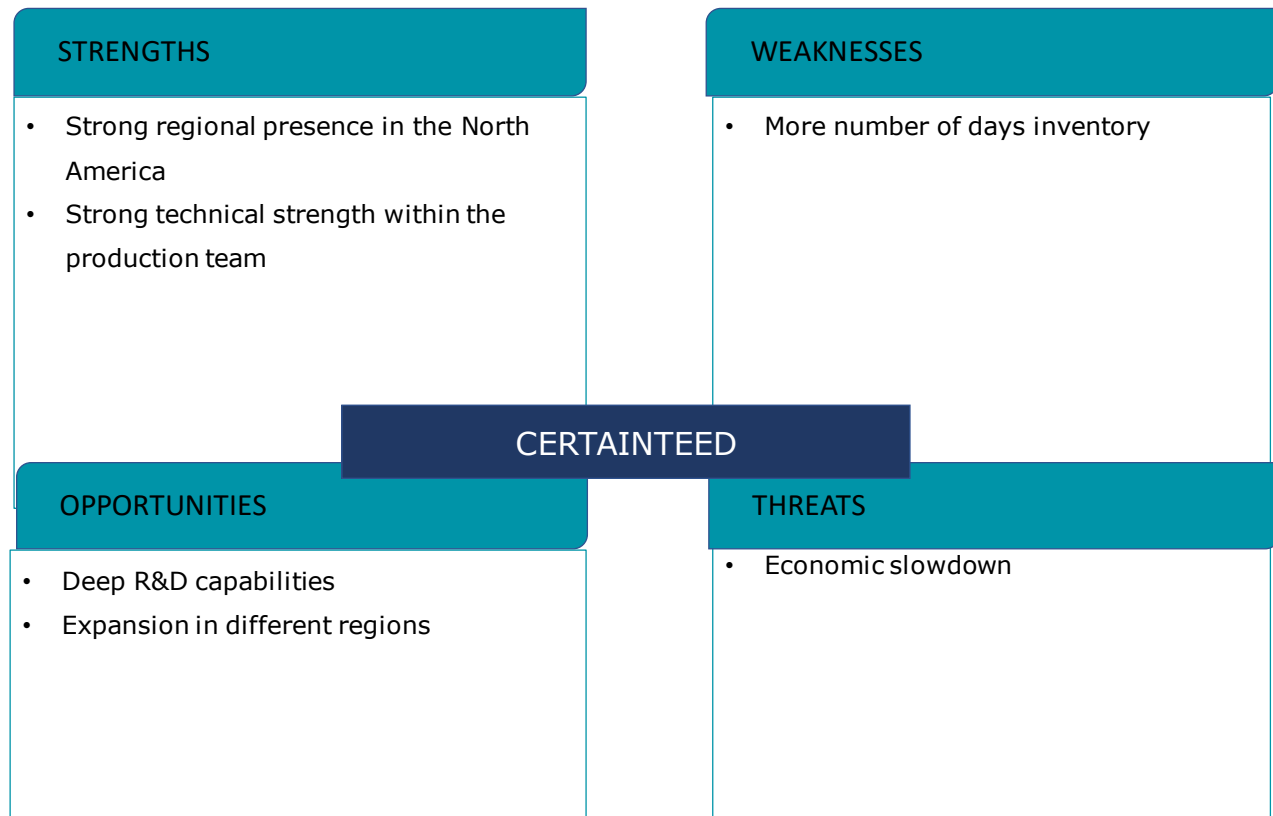 STRENGTHS
• Strong regional presence in the North
America
• Strong technical strength within the
production team
WEAKNESSES
• More number of days inventory
CERTAINTEED
OPPORTUNITIES
• Deep R&D capabilities
• Expansion in different regions
THREATS
• Economic slowdown